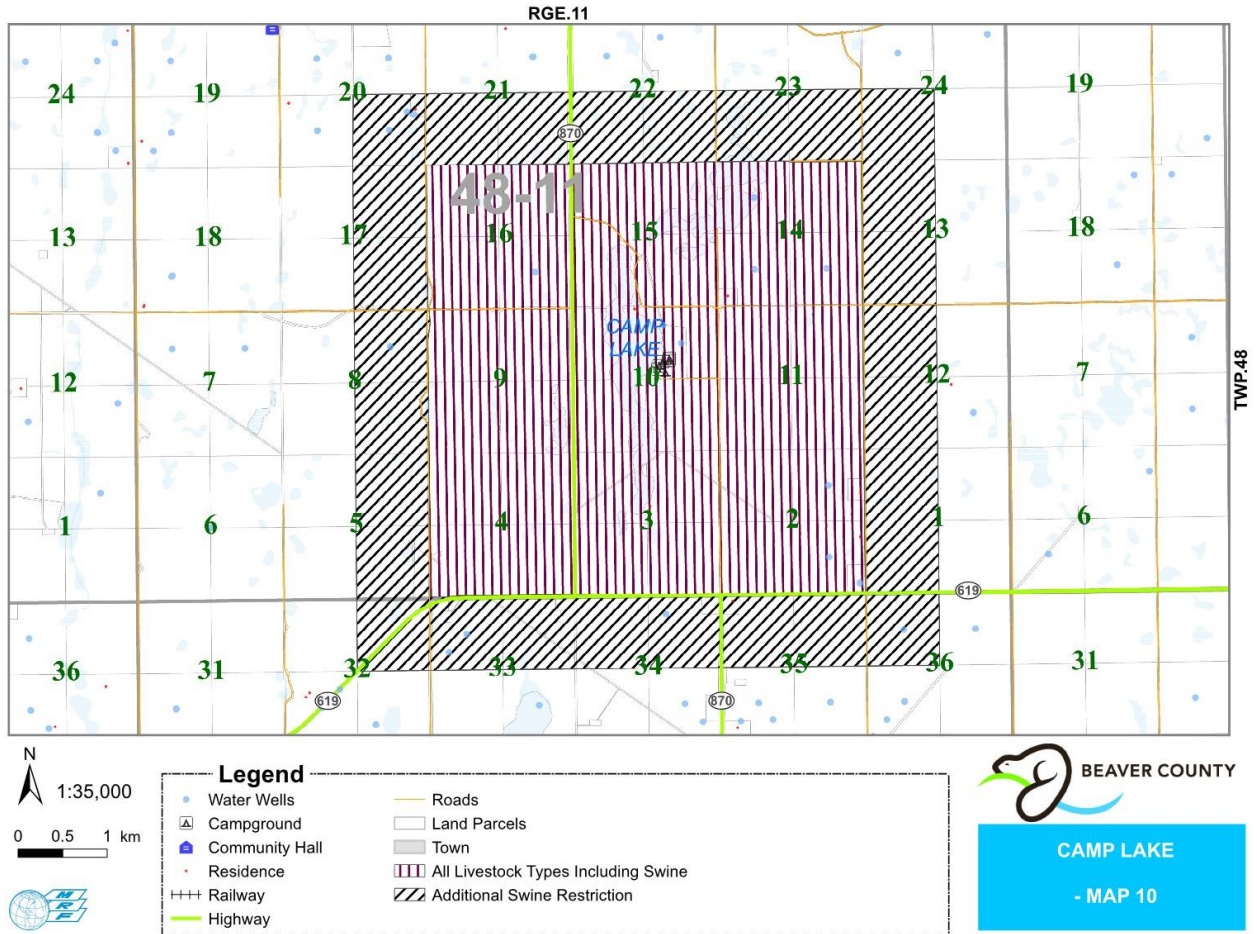 RGE.11
24 19 20 21 22 23 24 19
870
48-11
13 18 17 16 15 14 13 18
CAMP
LAKE
12 7 8 9 10 11 12 7
TWP.48
1 6 5 4 3 2 1 6
619
36 31 32 33 34 35 36 31
619 870
N
1:35,000
0 0.5 1 km
MRF
Legend
Water Wells
Campground
Community Hall
Residence
Railway
Highway
Roads
Land Parcels
Town
All Livestock Types Including Swine
Additional Swine Restriction
BEAVER COUNTY
CAMP LAKE
- MAP 10